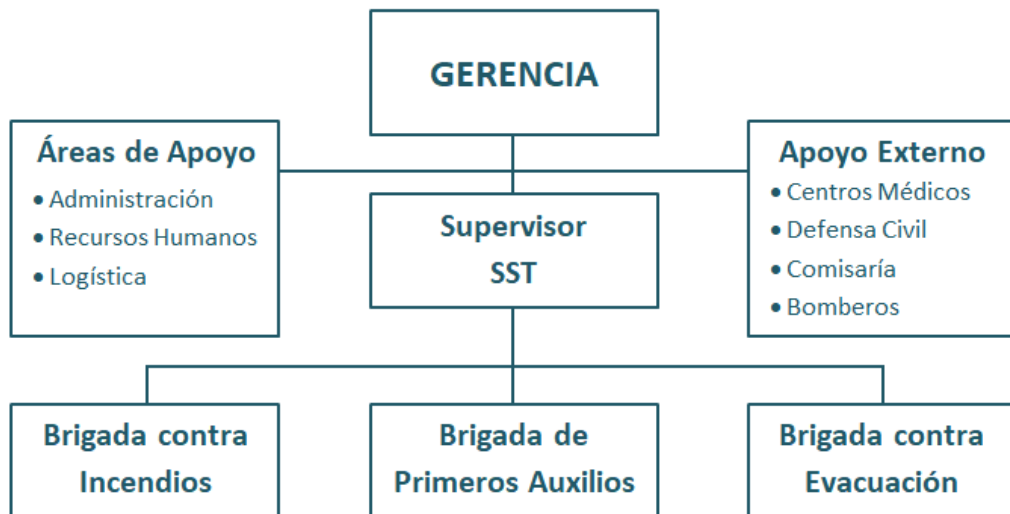 GERENCIA
Áreas de Apoyo
• Administración
• Recursos Humanos
• Logística
Supervisor
SST
Apoyo Externo
• Centros Médicos
• Defensa Civil
• Comisaría
• Bomberos
Brigada contra
Incendios
Brigada de
Primeros Auxilios
Brigada contra
Evacuación